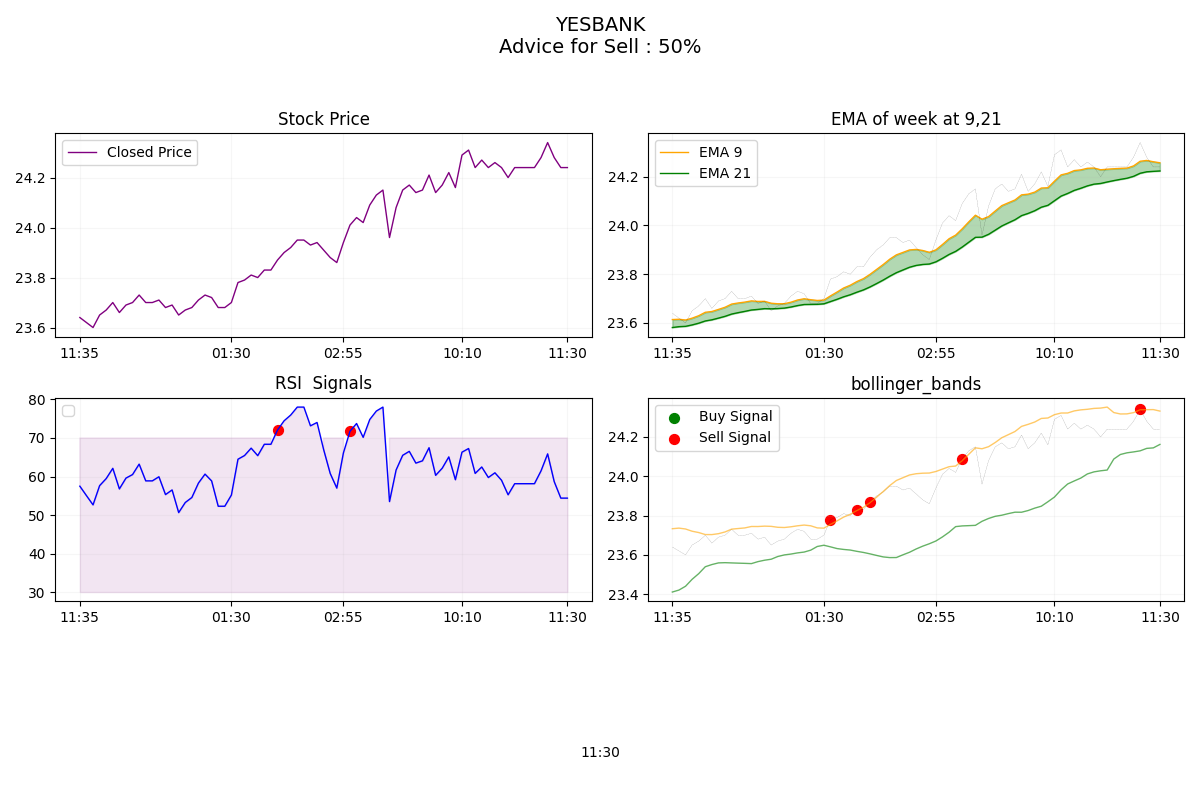 YESBANK
Advice for Sell : 50%
Stock Price
Closed Price
24.2
24.0
23.8
23.6
11:35 01:30 02:55 10:10 11:30
EMA of week at 9,21
EMA 9
EMA 21
24.2
24.0
23.8
23.6
11:35 01:30 02:55 10:10 11:30
RSI  Signals
80
70
60
50
40
30
11:35 01:30 02:55 10:10 11:30
bollinger_bands
Buy Signal
Sell Signal
24.2
24.0
23.8
23.6
23.4
11:35 01:30 02:55 10:10 11:30
11:30